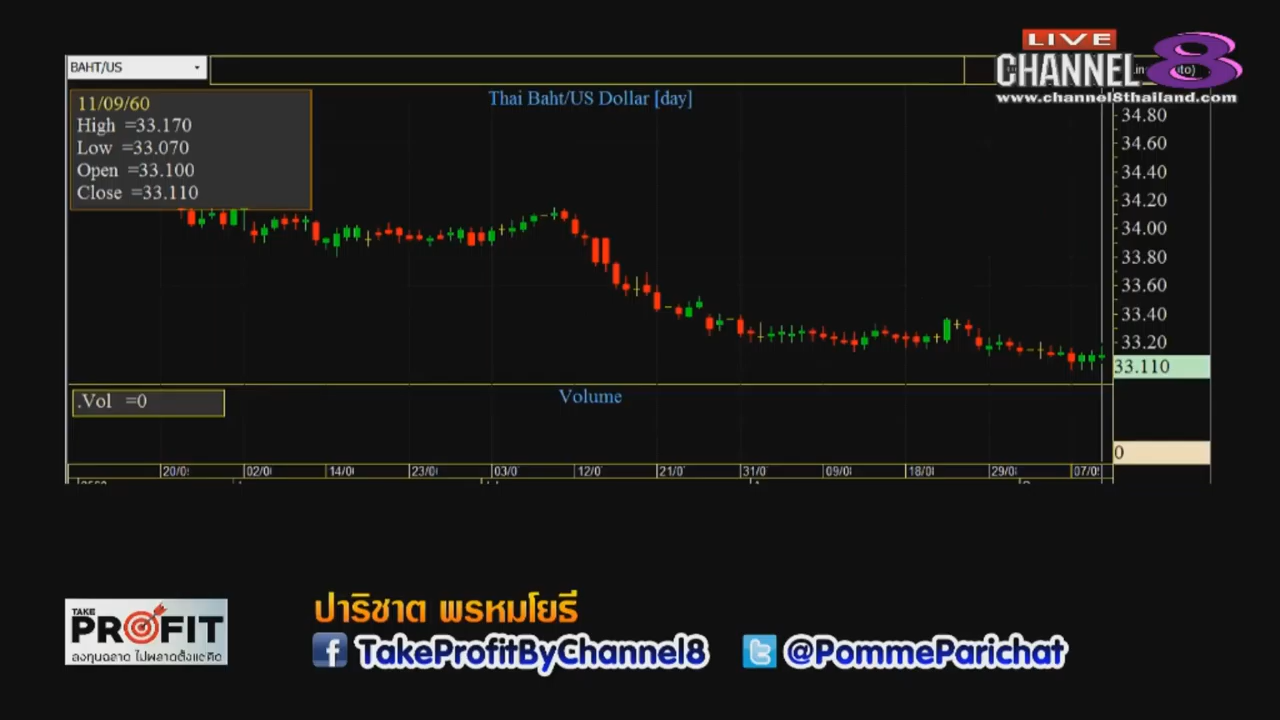 LIVE
CHANNEL 8
www.channel8thailand.com
BAHT/US
11/09/60
High =33.170
Low =33.070
Open =33.100
Close =33.110
Thai Baht/US Dollar [day]
34.80
34.60
34.40
34.20
34.00
33.80
33.60
33.40
33.20
33.110
.Vol =0
Volume
0
20/0
02/0
14/0
23/0
03/0
12/0
21/0
31/0
09/0
18/0
29/0
07/0
TAKE
PROFIT
ลงทุนฉลาด ไม่พลาดตั้งแต่คิด
ปาริชาต พรหมโยธี
TakeProfitByChannel8
@PommeParichat